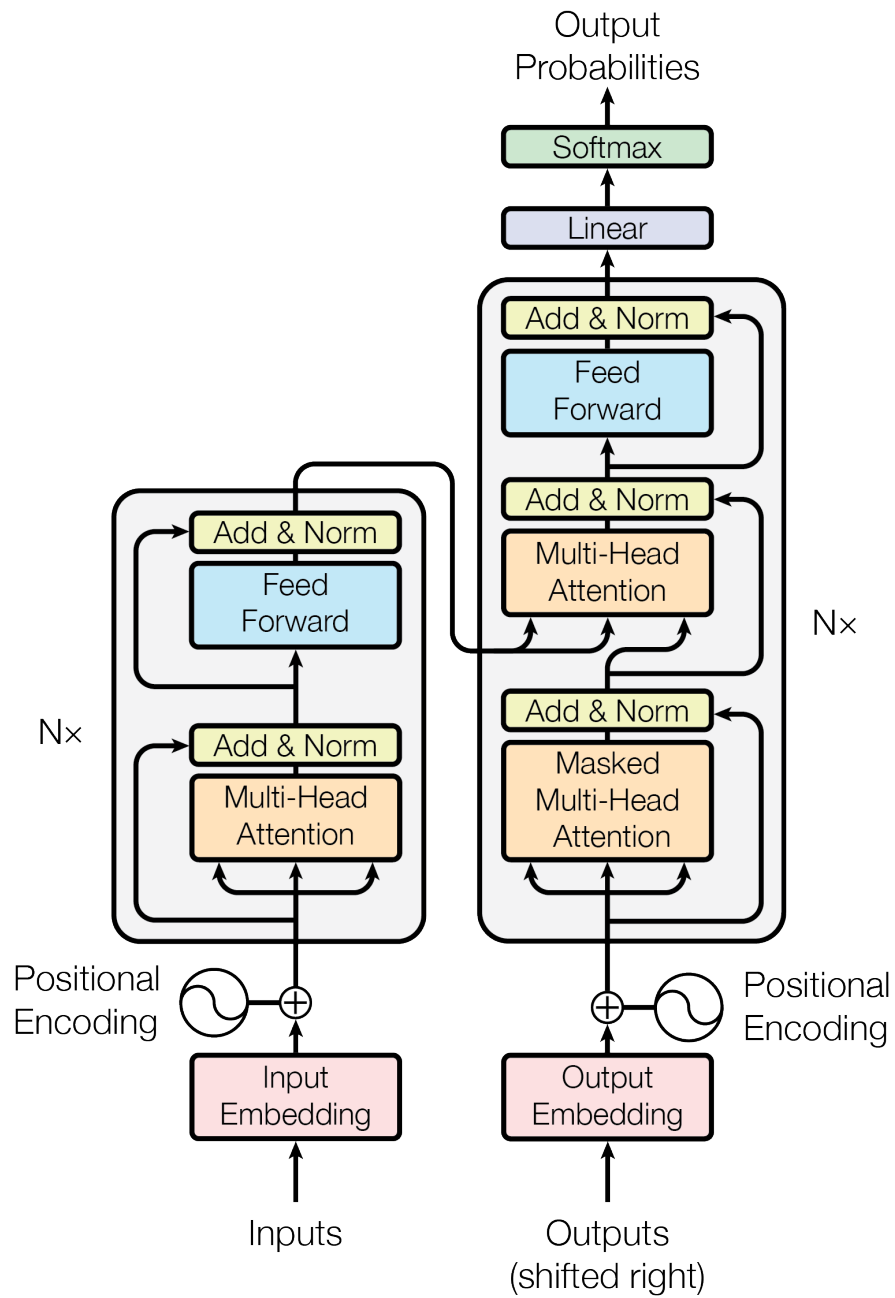 Output
Probabilities
Softmax
Linear
Add & Norm
Feed
Forward
Add & Norm
Multi-Head
Attention
N×
Add & Norm
Masked
Multi-Head
Attention
Add & Norm
Feed
Forward
N×
Add & Norm
Multi-Head
Attention
Positional
Encoding
Positional
Encoding
Input
Embedding
Output
Embedding
Inputs
Outputs
(shifted right)